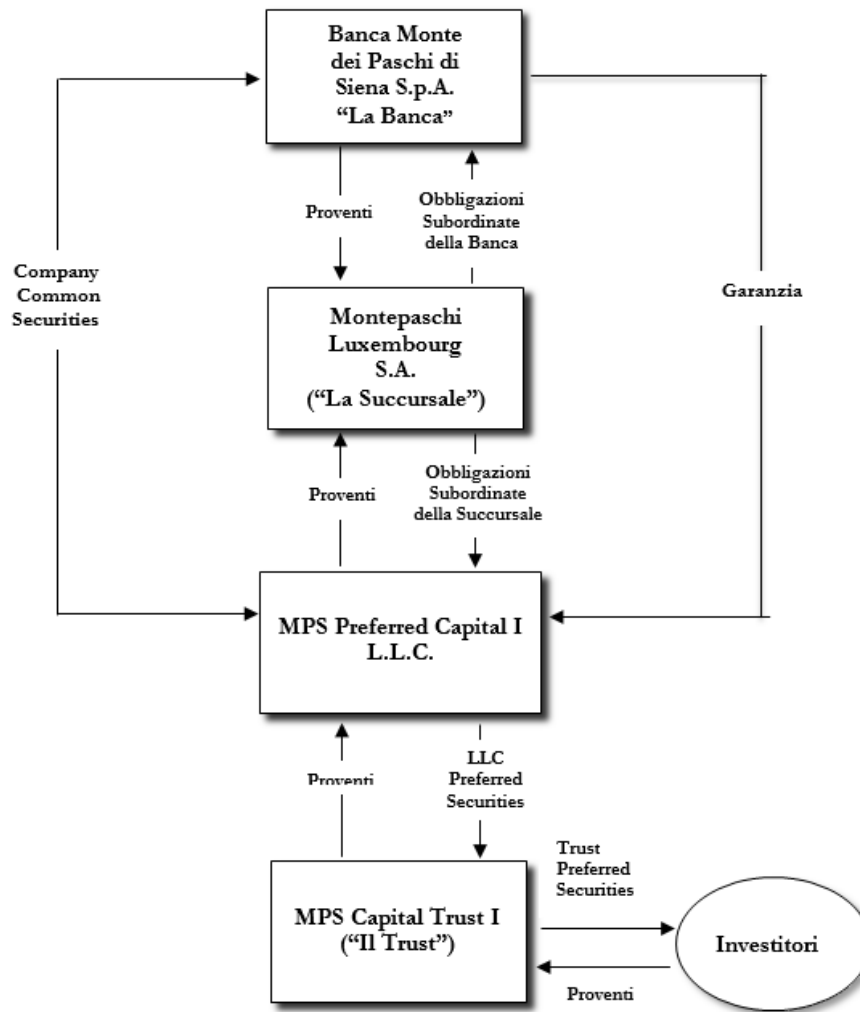 Banca Monte
dei Paschi di
Siena S.p.A.
“La Banca”
Proventi
Obbligazioni
Subordinate
della Banca
Company
Common
Securities
Garanzia
Montepaschi
Luxembourg
S.A.
(“La Succursale”)
Proventi
Obbligazioni
Subordinate
della Succursale
MPS Preferred Capital I
L.L.C.
Proventi
LLC
Preferred
Securities
Trust
Preferred
Securities
MPS Capital Trust I
(“Il Trust”)
Investitori
Proventi